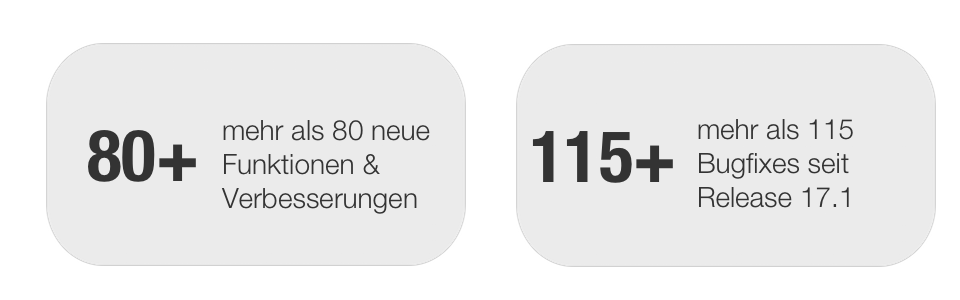 80+
mehr als 80 neue
Funktionen &
Verbesserungen
115+
mehr als 115
Bugfixes seit
Release 17.1